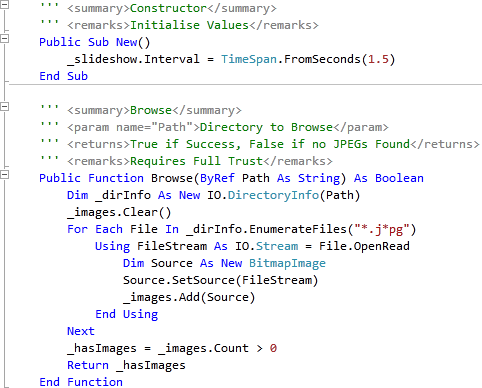 ''' <summary>Constructor</summary>
''' <remarks>Initialise Values</remarks>
Public Sub New()
    _slideshow.Interval = TimeSpan.FromSeconds(1.5)
End Sub

''' <summary>Browse</summary>
''' <param name="Path">Directory to Browse</param>
''' <returns>True if Success, False if no JPEGs Found</returns>
''' <remarks>Requires Full Trust</remarks>
Public Function Browse(ByRef Path As String) As Boolean
    Dim _dirInfo As New IO.DirectoryInfo(Path)
    _images.Clear()
    For Each File In _dirInfo.EnumerateFiles("*.j*pg")
        Using FileStream As IO.Stream = File.OpenRead
            Dim Source As New BitmapImage
            Source.SetSource(FileStream)
            _images.Add(Source)
        End Using
    Next
    _hasImages = _images.Count > 0
    Return _hasImages
End Function